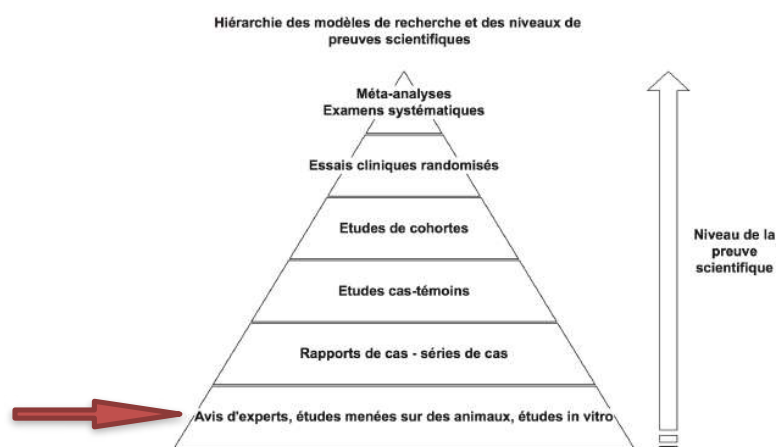 Hiérarchie des modèles de recherche et des niveaux de
preuves scientifiques
Méta-analyses
Examens systématiques
Essais cliniques randomisés
Etudes de cohortes
Etudes cas-témoins
Rapports de cas - séries de cas
Avis d'experts, études menées sur des animaux, études in vitro
Niveau de la
preuve
scientifique